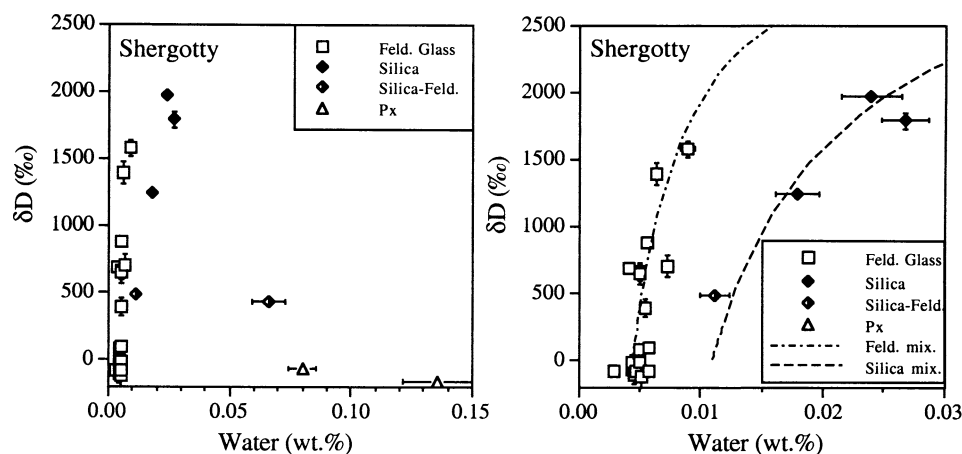 Shergotty
Feld. Glass
Silica
Silica-Feld.
Px
2500
2000
1500
1000
500
0
δD (‰)
0.00
0.05
0.10
0.15
Water (wt.%)
Shergotty
2500
2000
1500
1000
500
0
δD (‰)
Feld. Glass
Silica
Silica-Feld.
Px
Feld. mix.
Silica mix.
0.00
0.01
0.02
0.03
Water (wt.%)